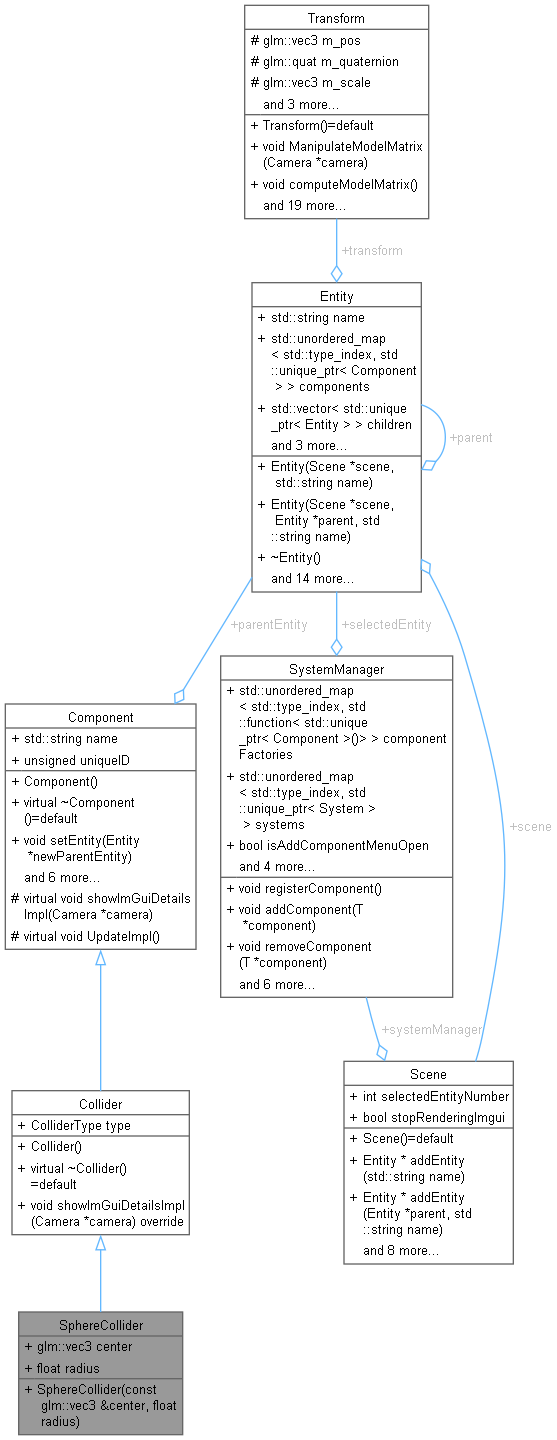 Transform
# glm::vec3 m_pos
# glm::quat m_quaternion
# glm::vec3 m_scale
and 3 more...
+ Transform()=default
+ void ManipulateModelMatrix
(Camera *camera)
+ void computeModelMatrix()
and 19 more...
+transform
Entity
+ std::string name
+ std::unordered_map
< std::type_index, std
::unique_ptr< Component
> > components
+ std::vector< std::unique
_ptr< Entity > > children
and 3 more...
+ Entity(Scene *scene,
std::string name)
+ Entity(Scene *scene,
Entity *parent, std
::string name)
+ ~Entity()
and 14 more...
+parent
+parentEntity
+selectedEntity
+scene
Component
+ std::string name
+ unsigned uniqueID
+ Component()
+ virtual ~Component
()=default
+ void setEntity(Entity
*newParentEntity)
and 6 more...
# virtual void showImGuiDetails
Impl(Camera *camera)
# virtual void UpdateImpl()
SystemManager
+ std::unordered_map
< std::type_index, std
::function< std::unique
_ptr< Component >()> > component
Factories
+ std::unordered_map
< std::type_index, std
::unique_ptr< System >
> systems
+ bool isAddComponentMenuOpen
and 4 more...
+ void registerComponent()
+ void addComponent(T
*component)
+ void removeComponent
(T *component)
and 6 more...
+systemManager
Collider
+ ColliderType type
+ Collider()
+ virtual ~Collider()
=default
+ void showImGuiDetailsImpl
(Camera *camera) override
Scene
+ int selectedEntityNumber
+ bool stopRenderingImgui
+ Scene()=default
+ Entity * addEntity
(std::string name)
+ Entity * addEntity
(Entity *parent, std
::string name)
and 8 more...
SphereCollider
+ glm::vec3 center
+ float radius
+ SphereCollider(const
glm::vec3 &center, float
radius)